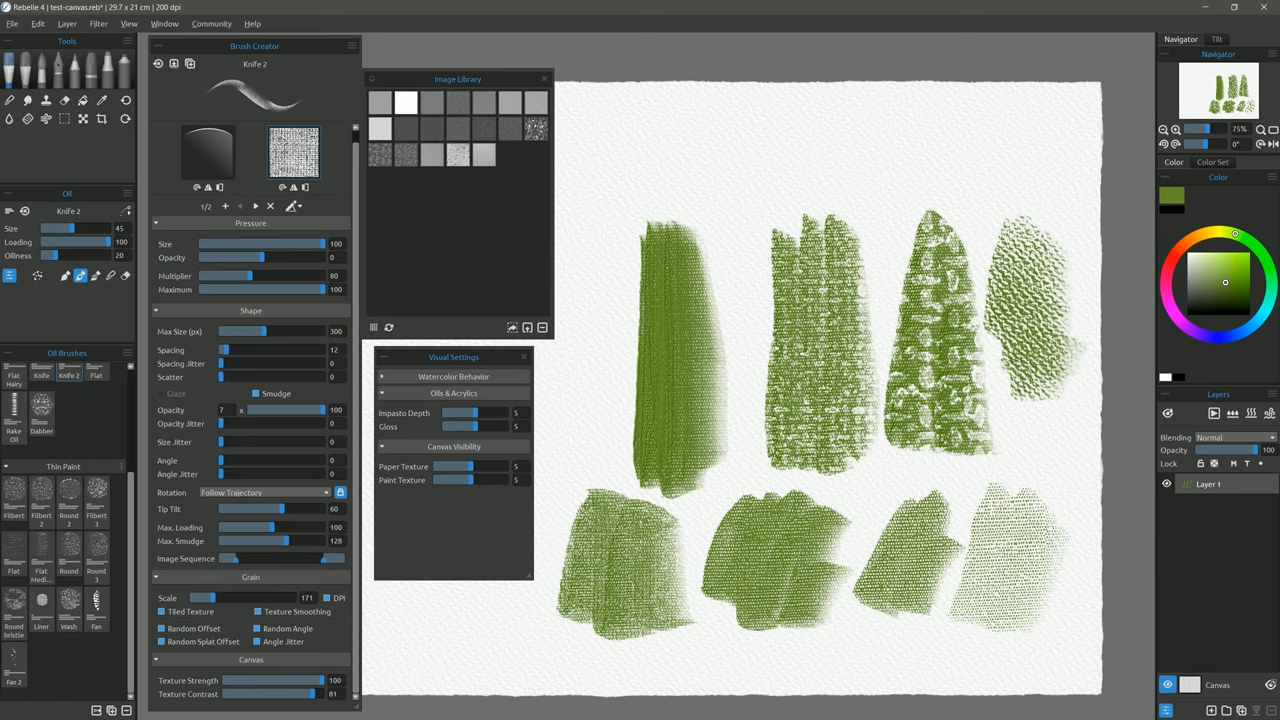 Rebelle 4 | test-canvas.reb* | 29.7 x 21 cm | 200 dpi
File Edit Layer Filter View Window Community Help
Tools
Brush Creator
Knife 2
1/2
Pressure
Size 100
Opacity 0
Multiplier 80
Maximum 100
Shape
Max Size (px) 300
Spacing 12
Spacing Jitter 0
Scatter 0
Glaze Smudge
Opacity 7 x 100
Opacity Jitter 0
Size Jitter 0
Angle 0
Angle Jitter 0
Rotation Follow Trajectory
Tip Tilt 60
Max. Loading 100
Max. Smudge 128
Image Sequence
Grain
Scale 171 DPI
Tiled Texture Texture Smoothing
Random Offset Random Angle
Random Splat Offset Angle Jitter
Canvas
Texture Strength 100
Texture Contrast 81
Oil
Knife 2
Size 45
Loading 100
Oiliness 20
Oil Brushes
Flat Hairy
Knife
Knife 2
Flat
Rake Oil
Dabber
Thin Paint
Filbert
Filbert 2
Round 2
Filbert 3
Flat
Flat Medi...
Round
Round 3
Round bristle
Liner
Wash
Fan
Fan 2
Image Library
Visual Settings
Watercolor Behavior
Oils & Acrylics
Impasto Depth 5
Gloss 5
Canvas Visibility
Paper Texture 5
Paint Texture 5
Navigator Tilt
Navigator
75%
0°
Color Color Set
Color
Layers
Blending Normal
Opacity 100
Lock M T
Layer 1
Canvas